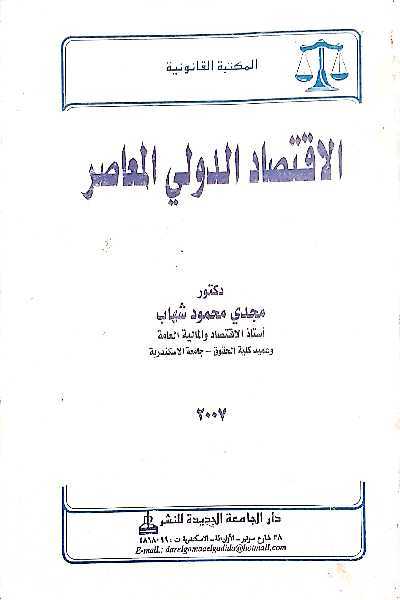 المكتبة القانونية
الاقتصاد الدولي المعاصر
دكتور
مجدي محمود شهاب
أستاذ الاقتصاد والمالية العامة
وعميد كلية الحقوق - جامعة الاسكندرية
٢٠٠٧
دار الجامعة الجديدة للنشر
٣٨ شارع سوتير - الأزاريطة - الاسكندرية ت : ٤٨٦٨٠٩٩
E-mail.: darelgamaaelgadida@hotmail.com